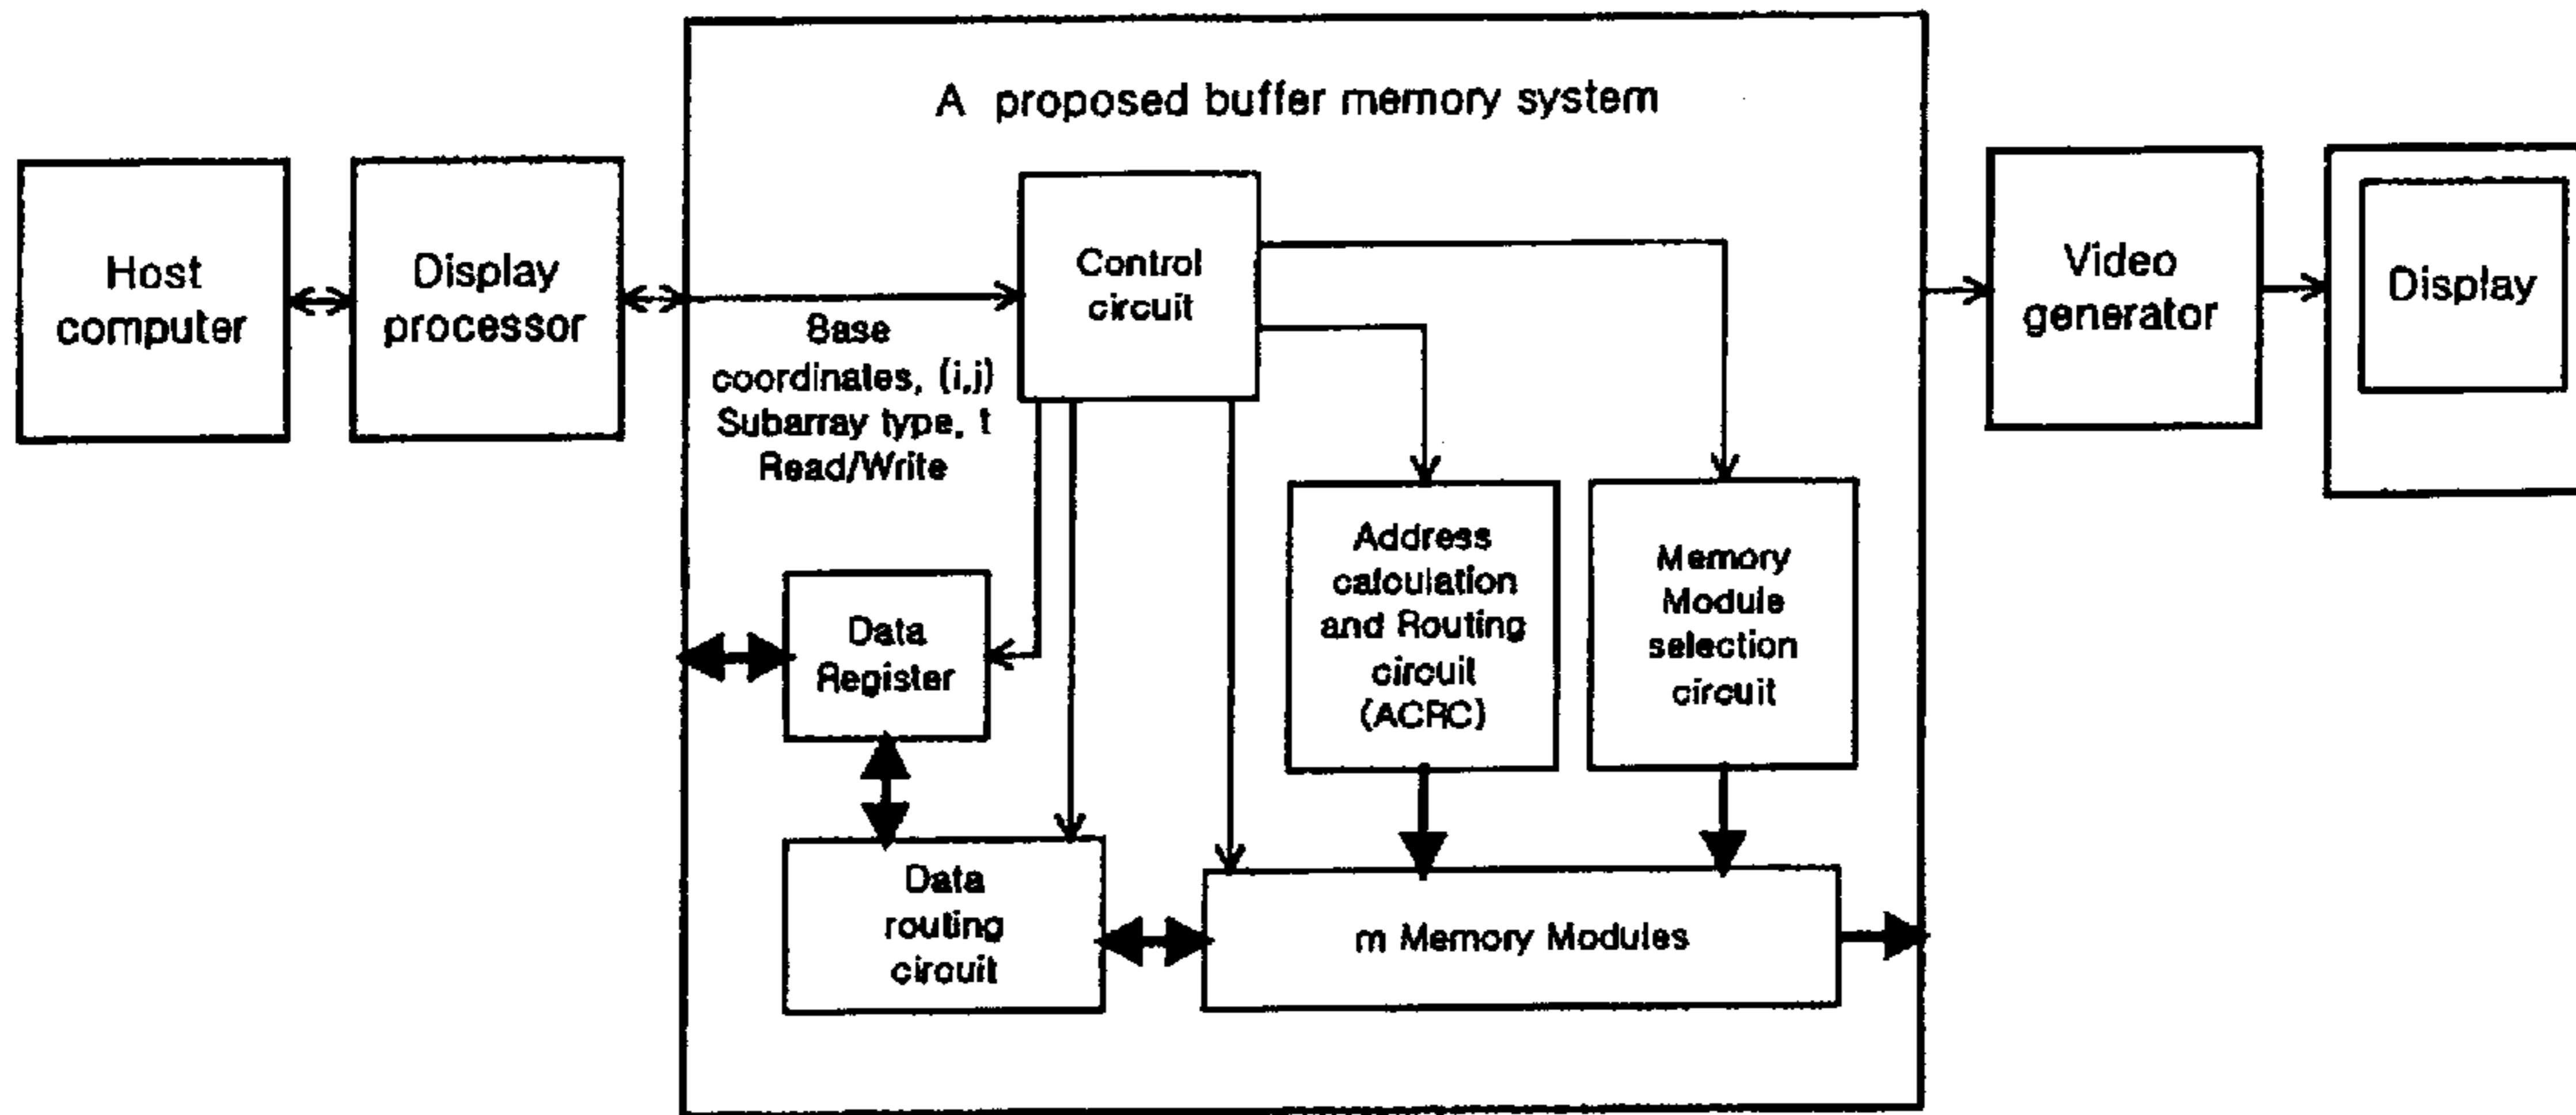 A proposed buffer memory system
Host
computer
Display
processor
Base
coordinates, (i,j)
Subarray type, t
Read/Write
Control
circuit
Video
generator
Display
Data
Register
Address
calculation
and Routing
circuit
(ACRC)
Memory
Module
selection
circuit
Data
routing
circuit
m Memory Modules